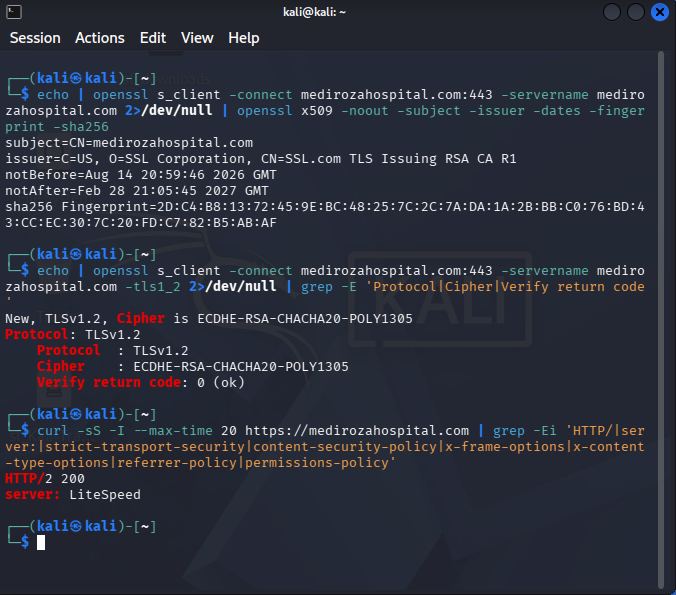 kali@kali: ~
Session Actions Edit View Help
┌──(kali㉿kali)-[~]
└─$ echo | openssl s_client -connect medirozahospital.com:443 -servername mediro
zahospital.com 2>/dev/null | openssl x509 -noout -subject -issuer -dates -finger
print -sha256
subject=CN=medirozahospital.com
issuer=C=US, O=SSL Corporation, CN=SSL.com TLS Issuing RSA CA R1
notBefore=Aug 14 20:59:46 2026 GMT
notAfter=Feb 28 21:05:45 2027 GMT
sha256 Fingerprint=2D:C4:B8:13:72:45:9E:BC:48:25:7C:2C:7A:DA:1A:2B:BB:C0:76:BD:4
3:CC:EC:30:7C:20:FD:C7:82:B5:AB:AF
┌──(kali㉿kali)-[~]
└─$ echo | openssl s_client -connect medirozahospital.com:443 -servername mediro
zahospital.com -tls1_2 2>/dev/null | grep -E 'Protocol|Cipher|Verify return code
'
New, TLSv1.2, Cipher is ECDHE-RSA-CHACHA20-POLY1305
Protocol: TLSv1.2
    Protocol  : TLSv1.2
    Cipher    : ECDHE-RSA-CHACHA20-POLY1305
    Verify return code: 0 (ok)
┌──(kali㉿kali)-[~]
└─$ curl -sS -I --max-time 20 https://medirozahospital.com | grep -Ei 'HTTP/|ser
ver:|strict-transport-security|content-security-policy|x-frame-options|x-content
-type-options|referrer-policy|permissions-policy'
HTTP/2 200
server: LiteSpeed
┌──(kali㉿kali)-[~]
└─$
KALI